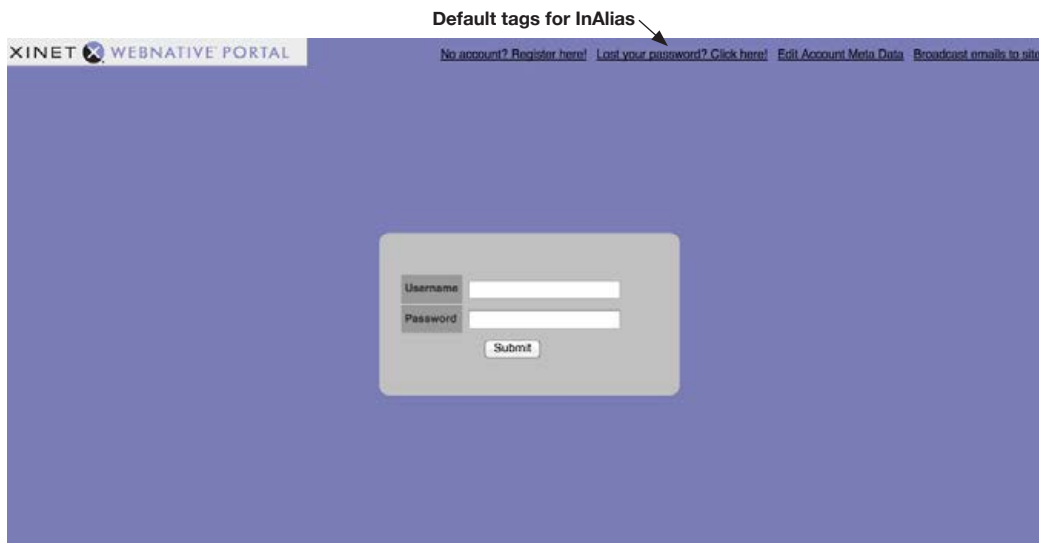 Default tags for InAlias
XINET X WEBNATIVE PORTAL
No account? Register here! Lost your password? Click here! Edit Account Meta Data Broadcast emails to site
Username
Password
Submit